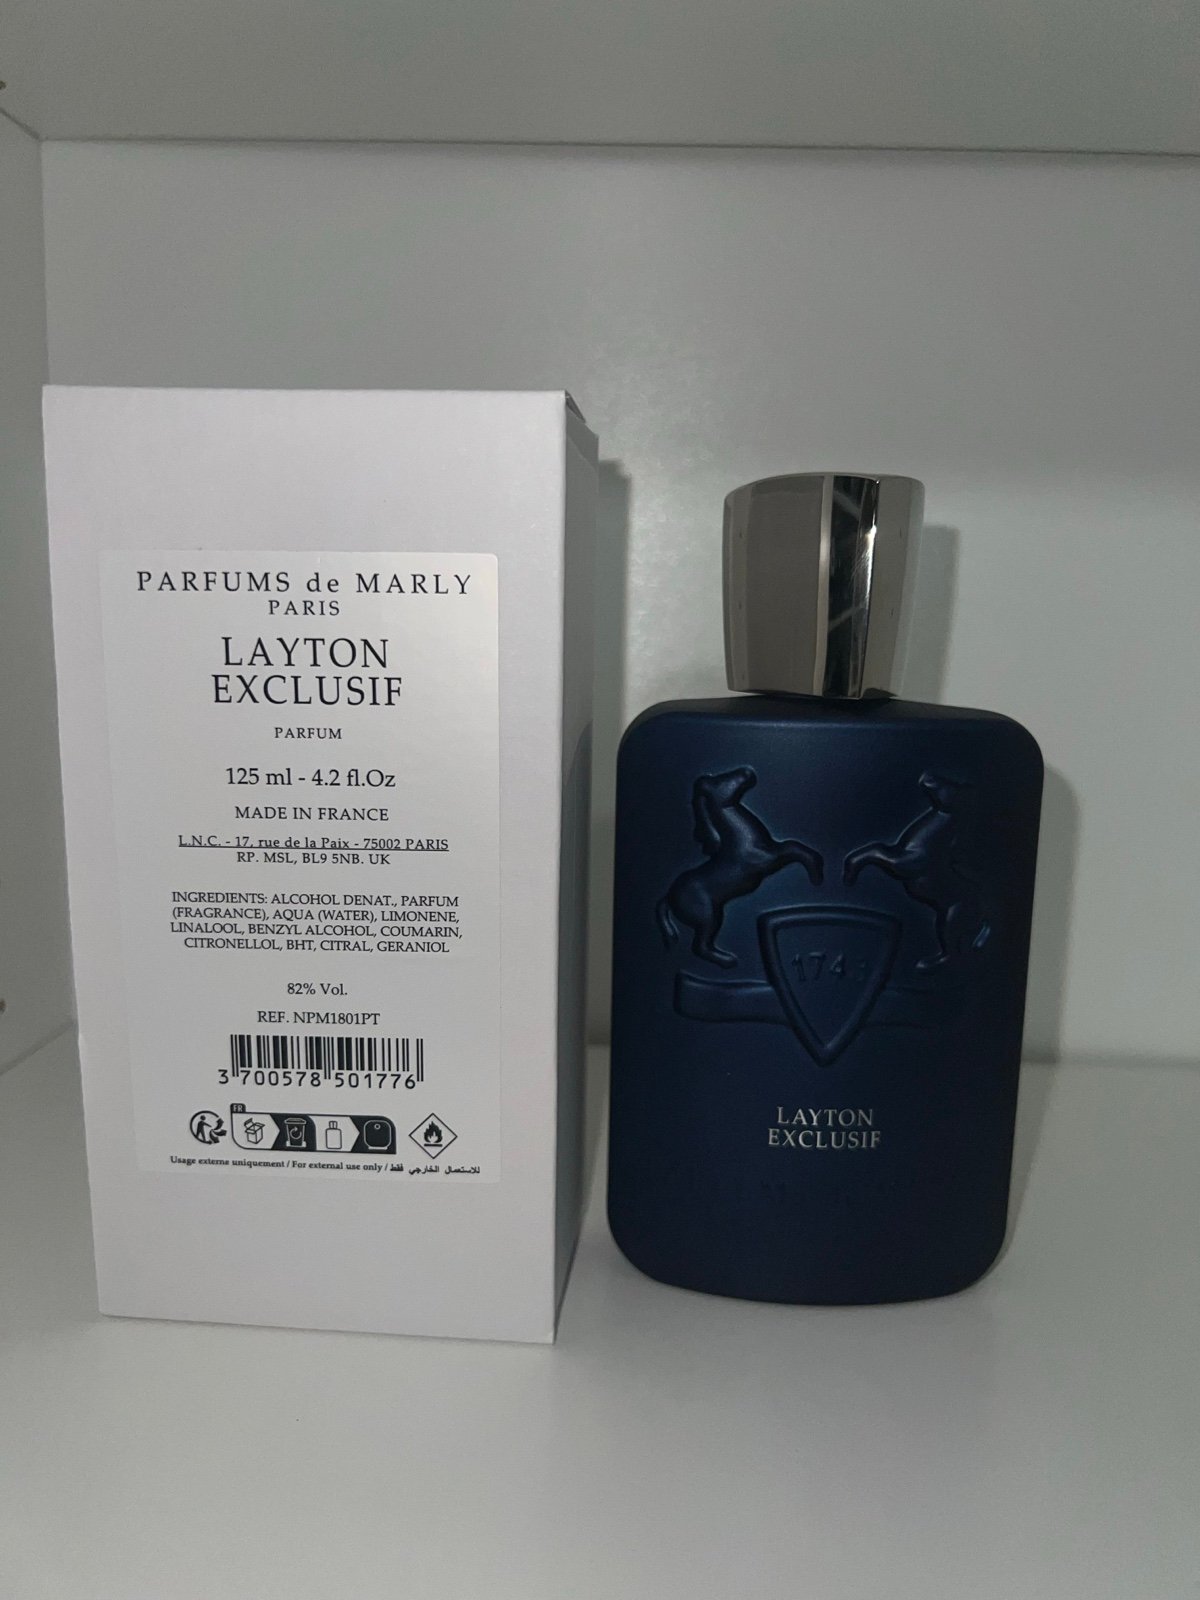 PARFUMS de MARLY
PARIS
LAYTON
EXCLUSIF
PARFUM
125 ml - 4.2 fl.Oz
MADE IN FRANCE
L.N.C. - 17, rue de la Paix - 75002 PARIS
RP. MSL, BL9 5NB. UK
INGREDIENTS: ALCOHOL DENAT., PARFUM
(FRAGRANCE), AQUA (WATER), LIMONENE,
LINALOOL, BENZYL ALCOHOL, COUMARIN,
CITRONELLOL, BHT, CITRAL, GERANIOL
82% Vol.
REF. NPM1801PT
3 700578 501776
FR
Usage externe uniquement / For external use only / للاستعمال الخارجي فقط
1743
LAYTON
EXCLUSIF